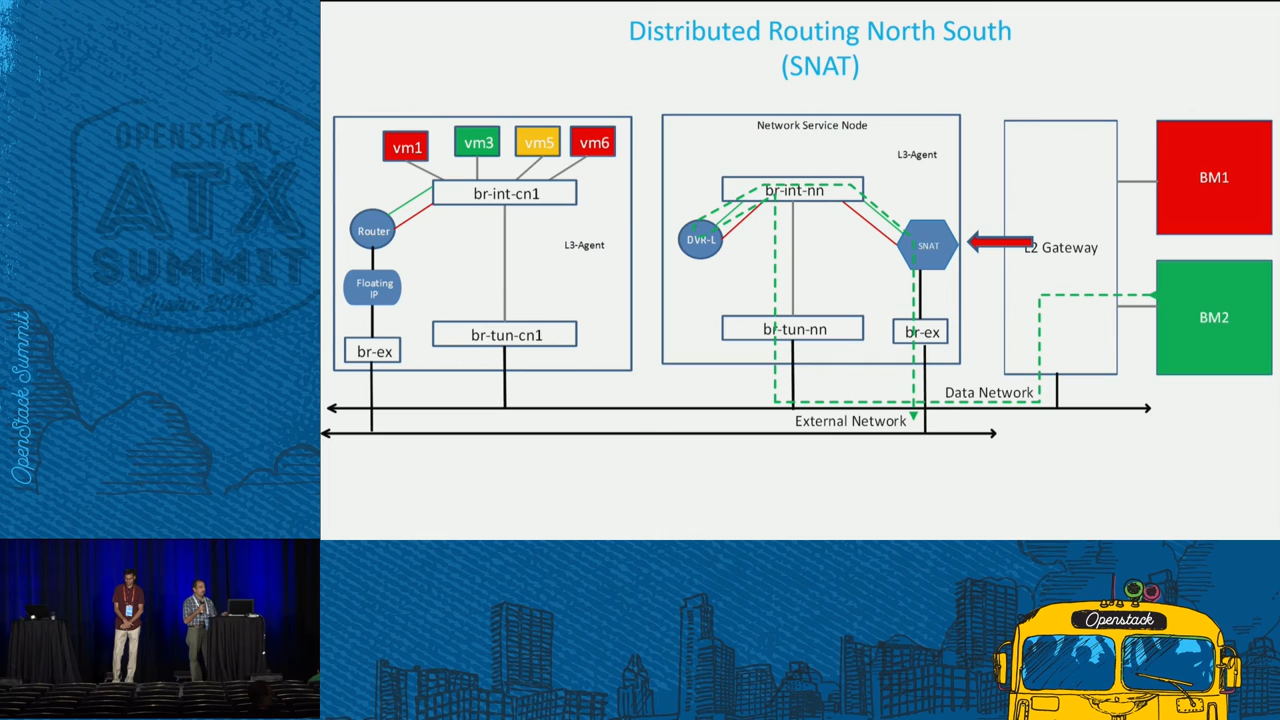 OPENSTACK
ATX
SUMMIT
Austin 2016
OpenStack Summit
Distributed Routing North South
(SNAT)
vm1
vm3
vm5
vm6
br-int-cn1
Router
L3-Agent
Floating
IP
br-ex
br-tun-cn1
Network Service Node
L3-Agent
br-int-nn
DVR-L
SNAT
br-tun-nn
br-ex
L2 Gateway
BM1
BM2
Data Network
External Network
Openstack